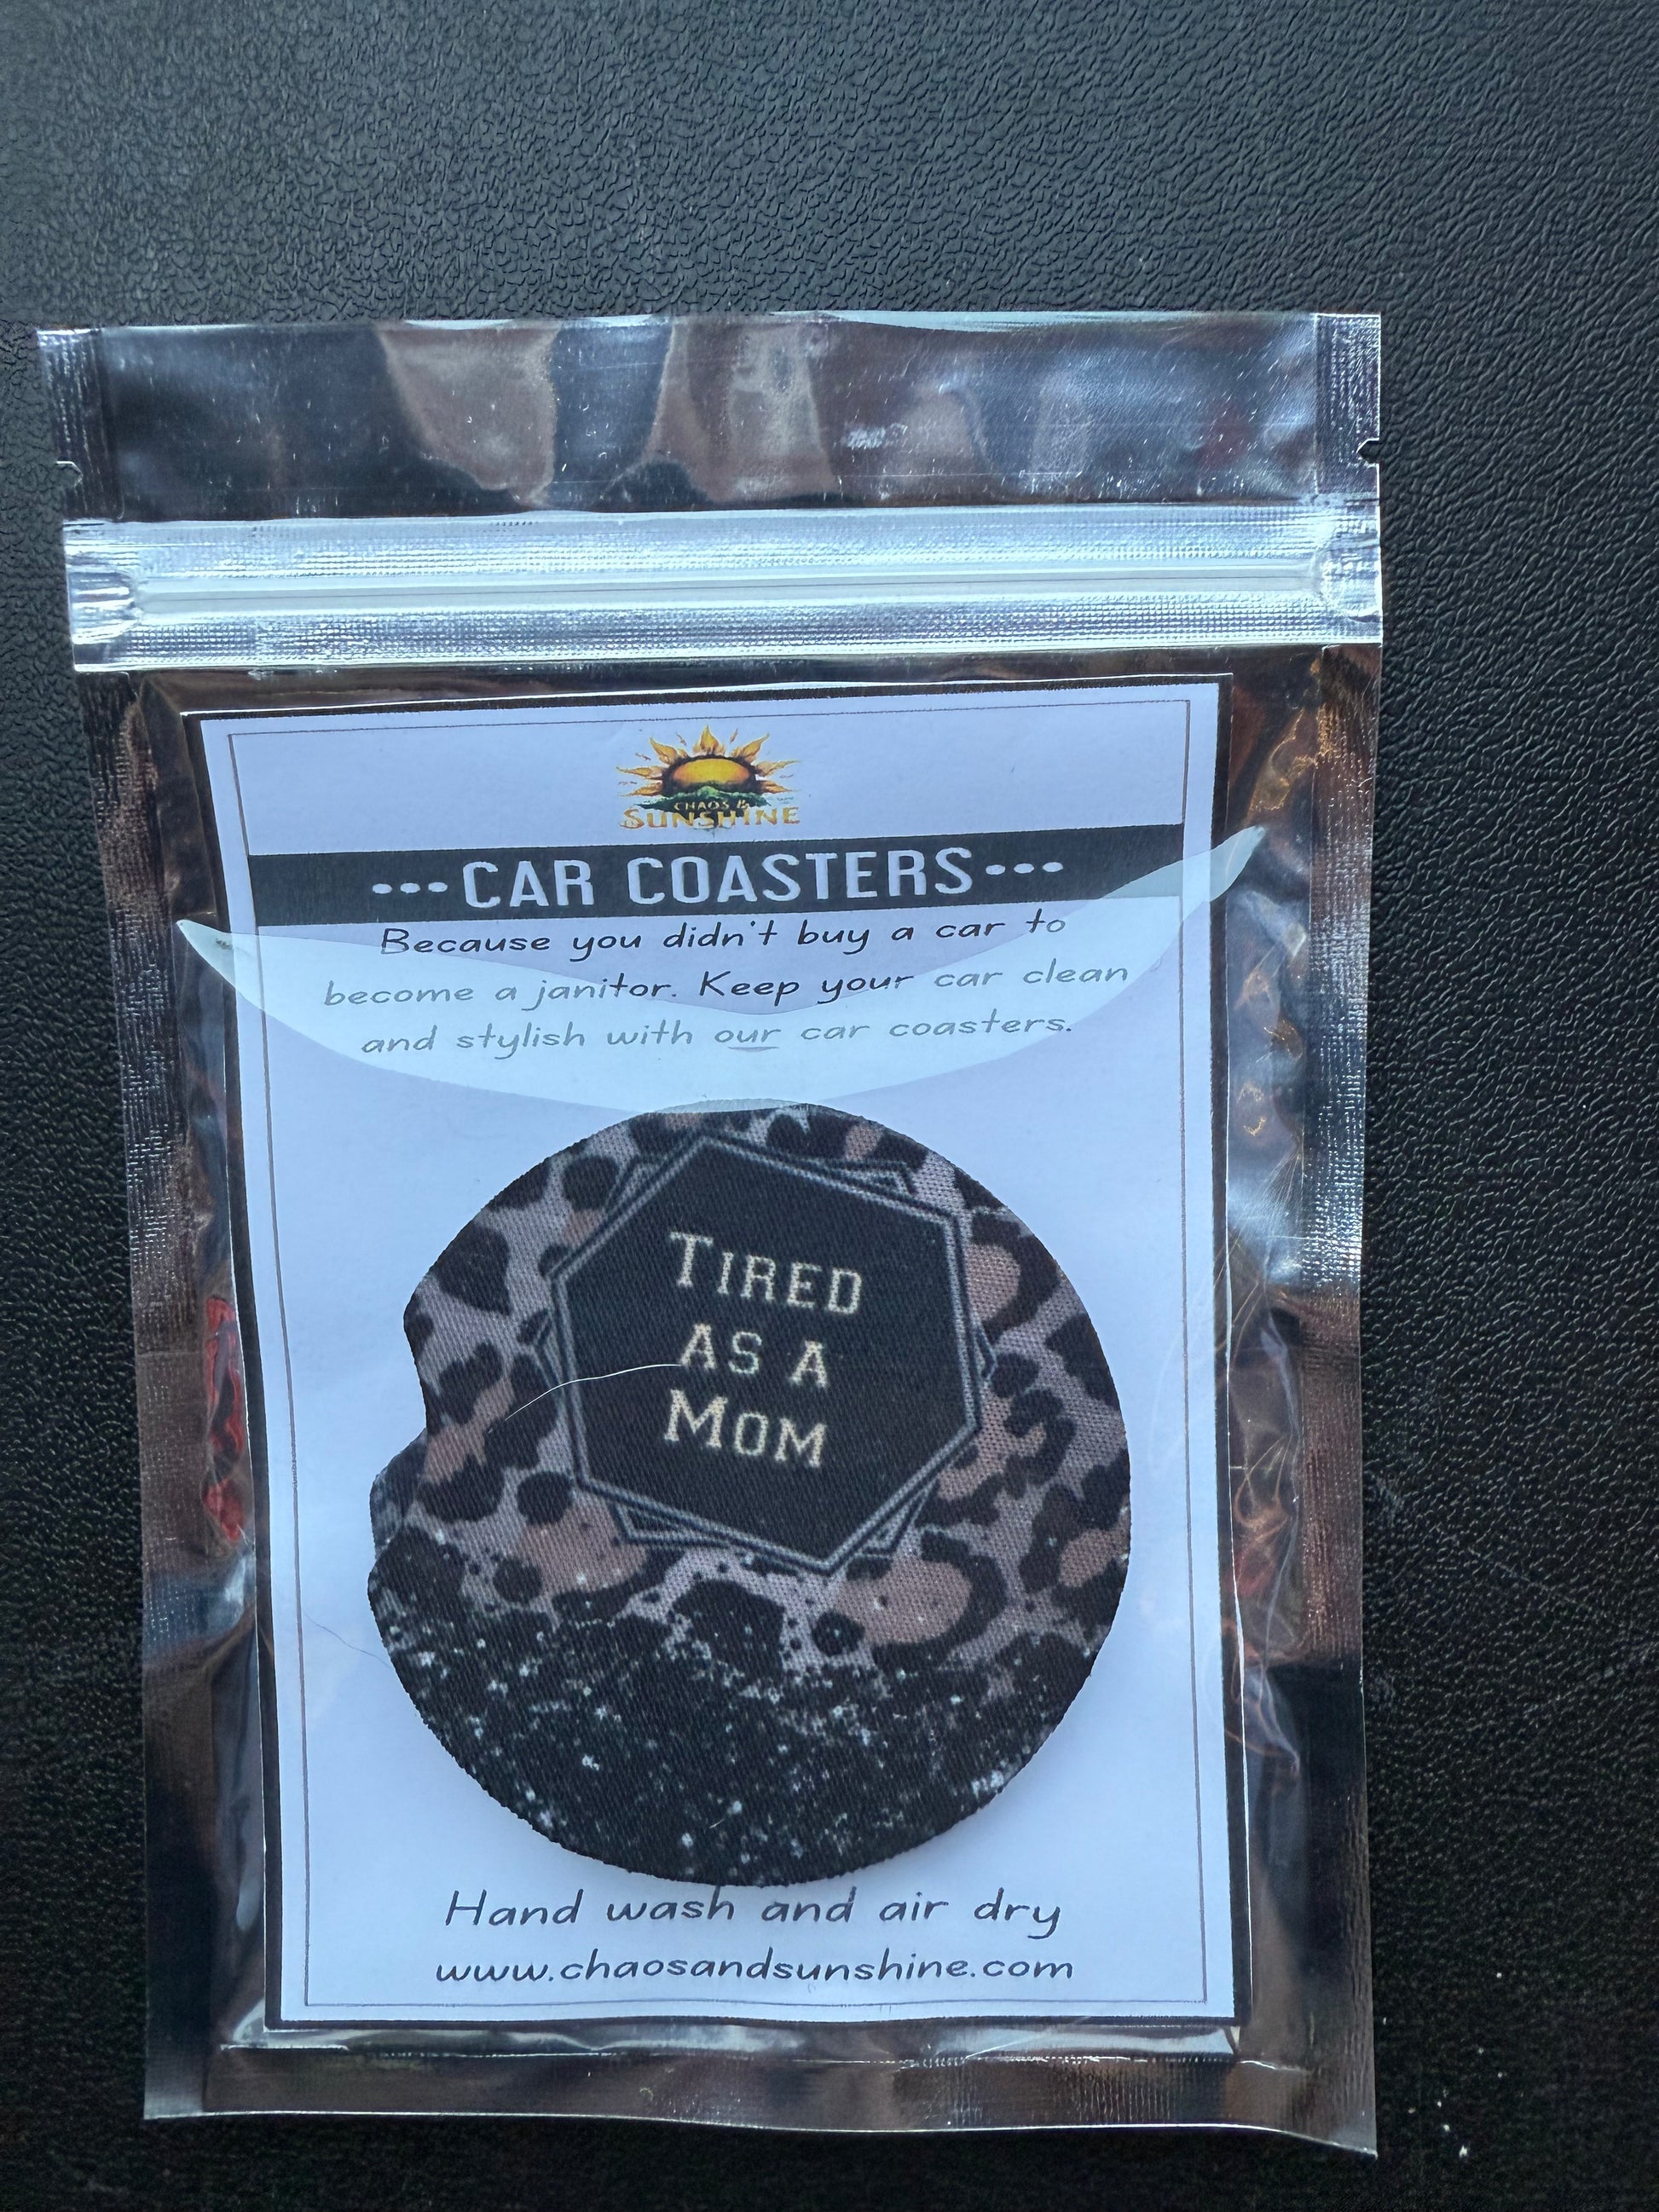 CHAOS &
SUNSHINE
···CAR COASTERS···
Because you didn't buy a car to
become a janitor. Keep your car clean
and stylish with our car coasters.
TIRED
AS A
MOM
Hand wash and air dry
www.chaosandsunshine.com